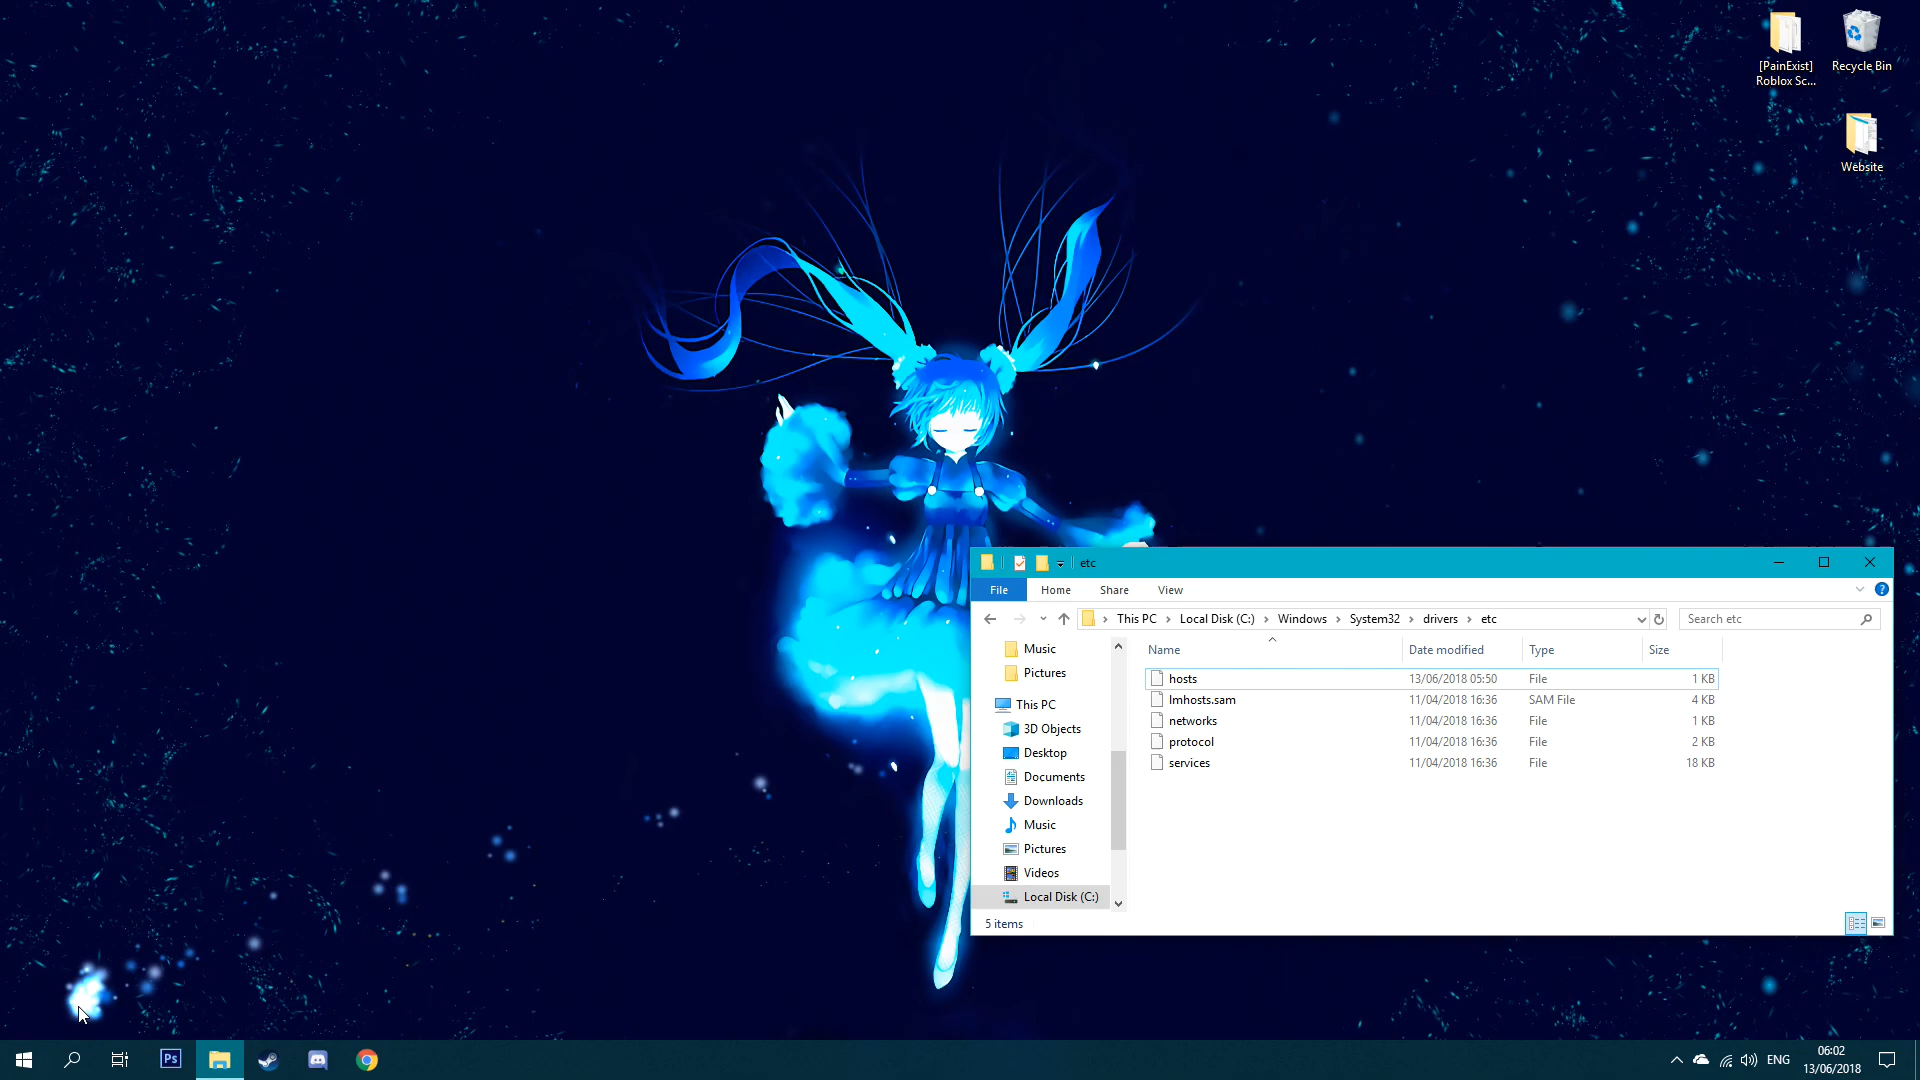 [PainExist]
Roblox Sc...
Recycle Bin
Website
etc
File Home Share View
This PC Local Disk (C:) Windows System32 drivers etc
Search etc
Music
Pictures
This PC
3D Objects
Desktop
Documents
Downloads
Music
Pictures
Videos
Local Disk (C:)
Name Date modified Type Size
hosts 13/06/2018 05:50 File 1 KB
lmhosts.sam 11/04/2018 16:36 SAM File 4 KB
networks 11/04/2018 16:36 File 1 KB
protocol 11/04/2018 16:36 File 2 KB
services 11/04/2018 16:36 File 18 KB
5 items
Ps
ENG
06:02
13/06/2018